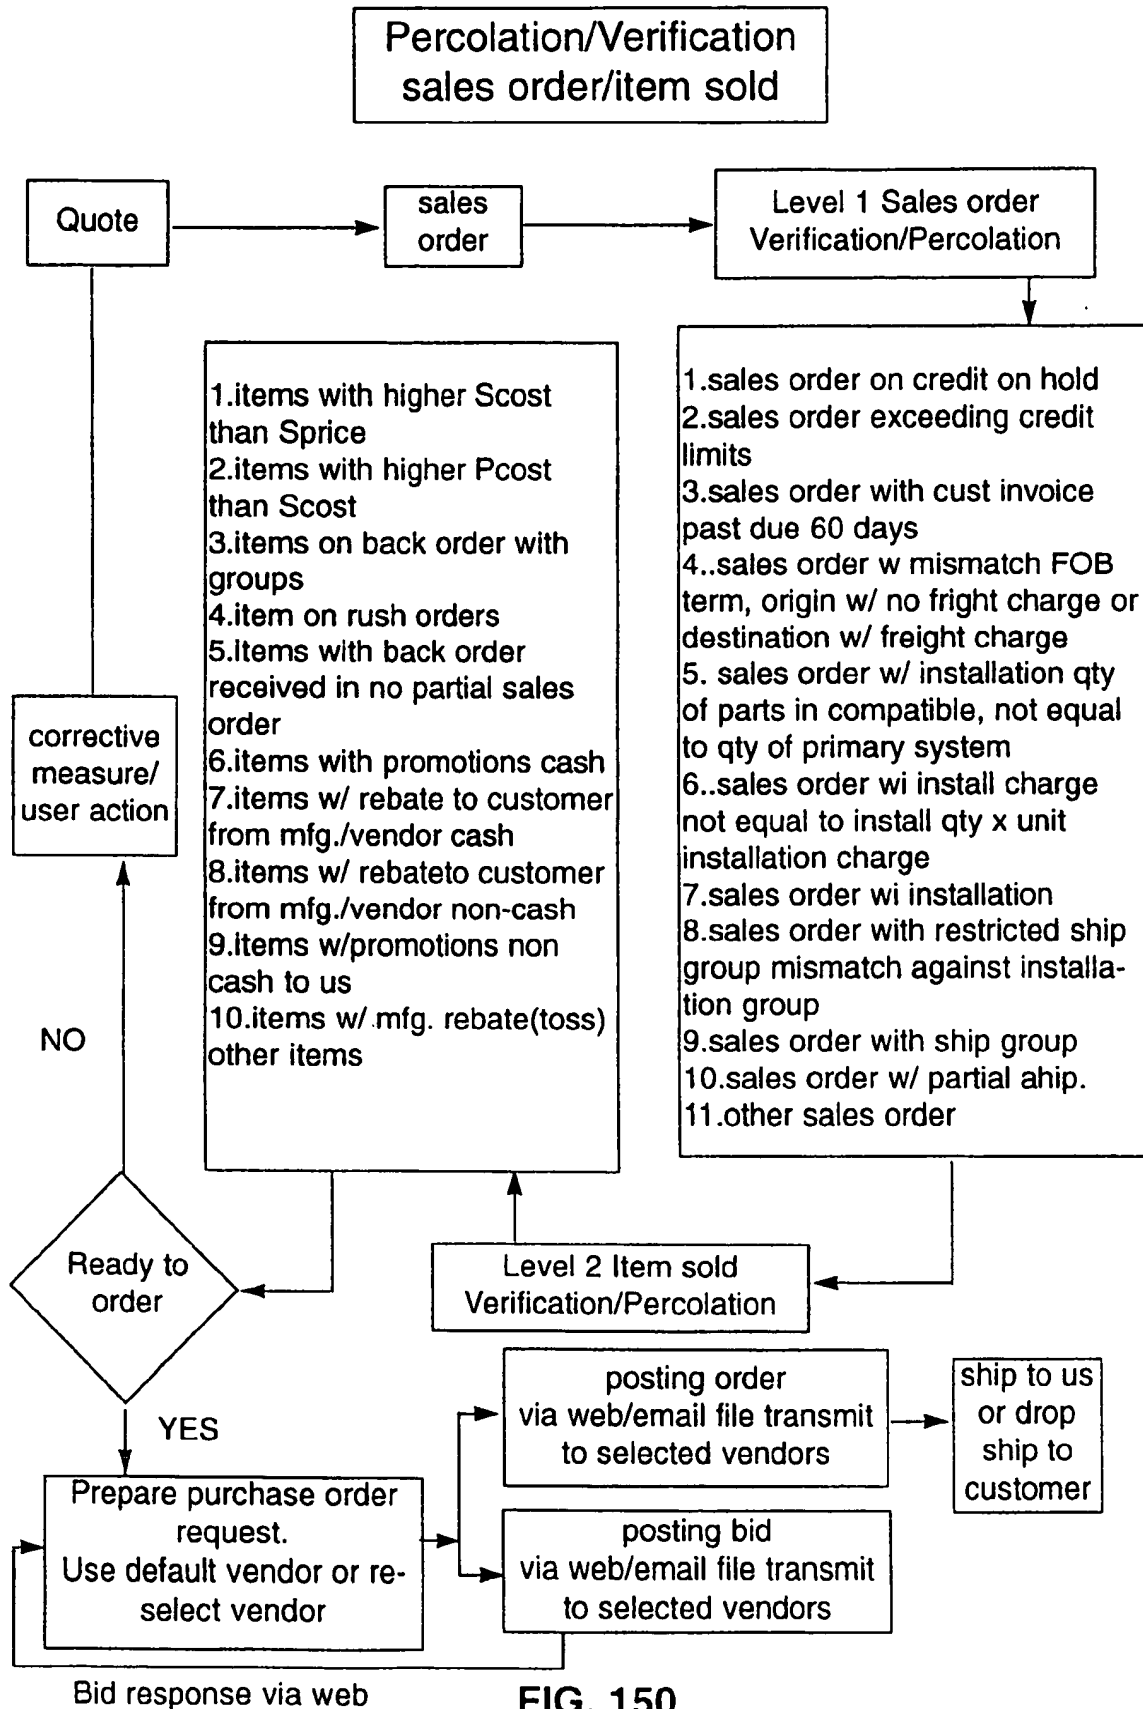 Percolation/Verification
sales order/item sold
Quote
sales
order
Level 1 Sales order
Verification/Percolation
1.sales order on credit on hold
2.sales order exceeding credit
limits
3.sales order with cust invoice
past due 60 days
4..sales order w mismatch FOB
term, origin w/ no fright charge or
destination w/ freight charge
5. sales order w/ installation qty
of parts in compatible, not equal
to qty of primary system
6..sales order wi install charge
not equal to install qty x unit
installation charge
7.sales order wi installation
8.sales order with restricted ship
group mismatch against installa-
tion group
9.sales order with ship group
10.sales order w/ partial ahip.
11.other sales order
1.items with higher Scost
than Sprice
2.items with higher Pcost
than Scost
3.items on back order with
groups
4.item on rush orders
5.Items with back order
received in no partial sales
order
6.items with promotions cash
7.items w/ rebate to customer
from mfg./vendor cash
8.items w/ rebateto customer
from mfg./vendor non-cash
9.items w/promotions non
cash to us
10.items w/ mfg. rebate(toss)
other items
corrective
measure/
user action
NO
Ready to
order
YES
Level 2 Item sold
Verification/Percolation
Prepare purchase order
request.
Use default vendor or re-
select vendor
posting order
via web/email file transmit
to selected vendors
ship to us
or drop
ship to
customer
posting bid
via web/email file transmit
to selected vendors
Bid response via web
FIG. 150